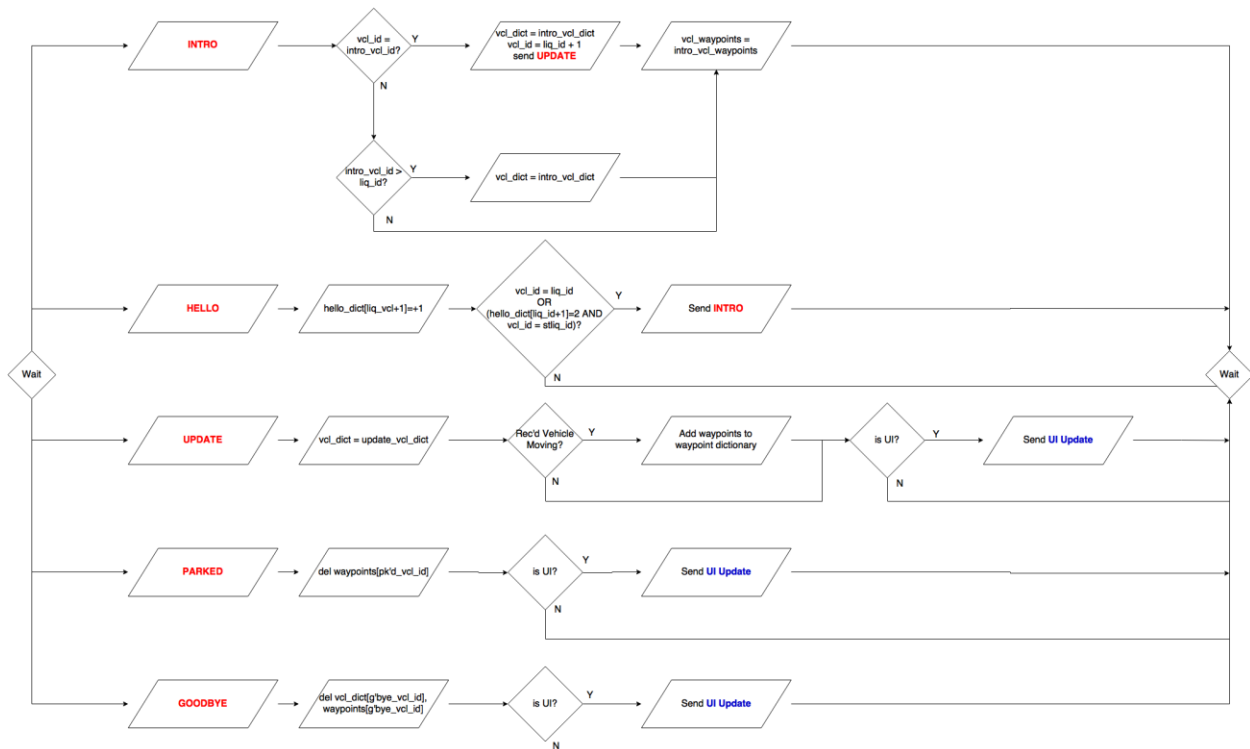 INTRO
vcl_id =
intro_vcl_id?
Y
N
vcl_dict = intro_vcl_dict
vcl_id = liq_id + 1
send UPDATE
vcl_waypoints =
intro_vcl_waypoints
intro_vcl_id >
liq_id?
Y
N
vcl_dict = intro_vcl_dict
HELLO
hello_dict[liq_vcl+1]=+1
vcl_id = liq_id
OR
(hello_dict[liq_id+1]=2 AND
vcl_id = stliq_id)?
Y
N
Send INTRO
Wait
Wait
UPDATE
vcl_dict = update_vcl_dict
Rec'd Vehicle
Moving?
Y
N
Add waypoints to
waypoint dictionary
is UI?
Y
N
Send UI Update
PARKED
del waypoints[pk'd_vcl_id]
is UI?
Y
N
Send UI Update
GOODBYE
del vcl_dict[g'bye_vcl_id],
waypoints[g'bye_vcl_id]
is UI?
Y
N
Send UI Update